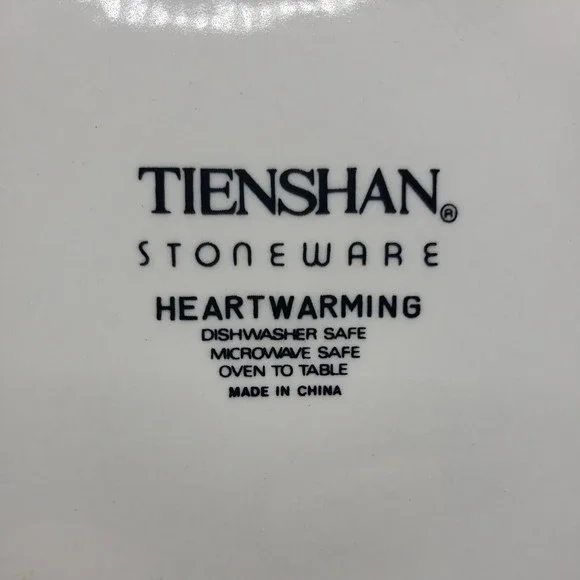 TIENSHAN®
STONEWARE
HEARTWARMING
DISHWASHER SAFE
MICROWAVE SAFE
OVEN TO TABLE
MADE IN CHINA